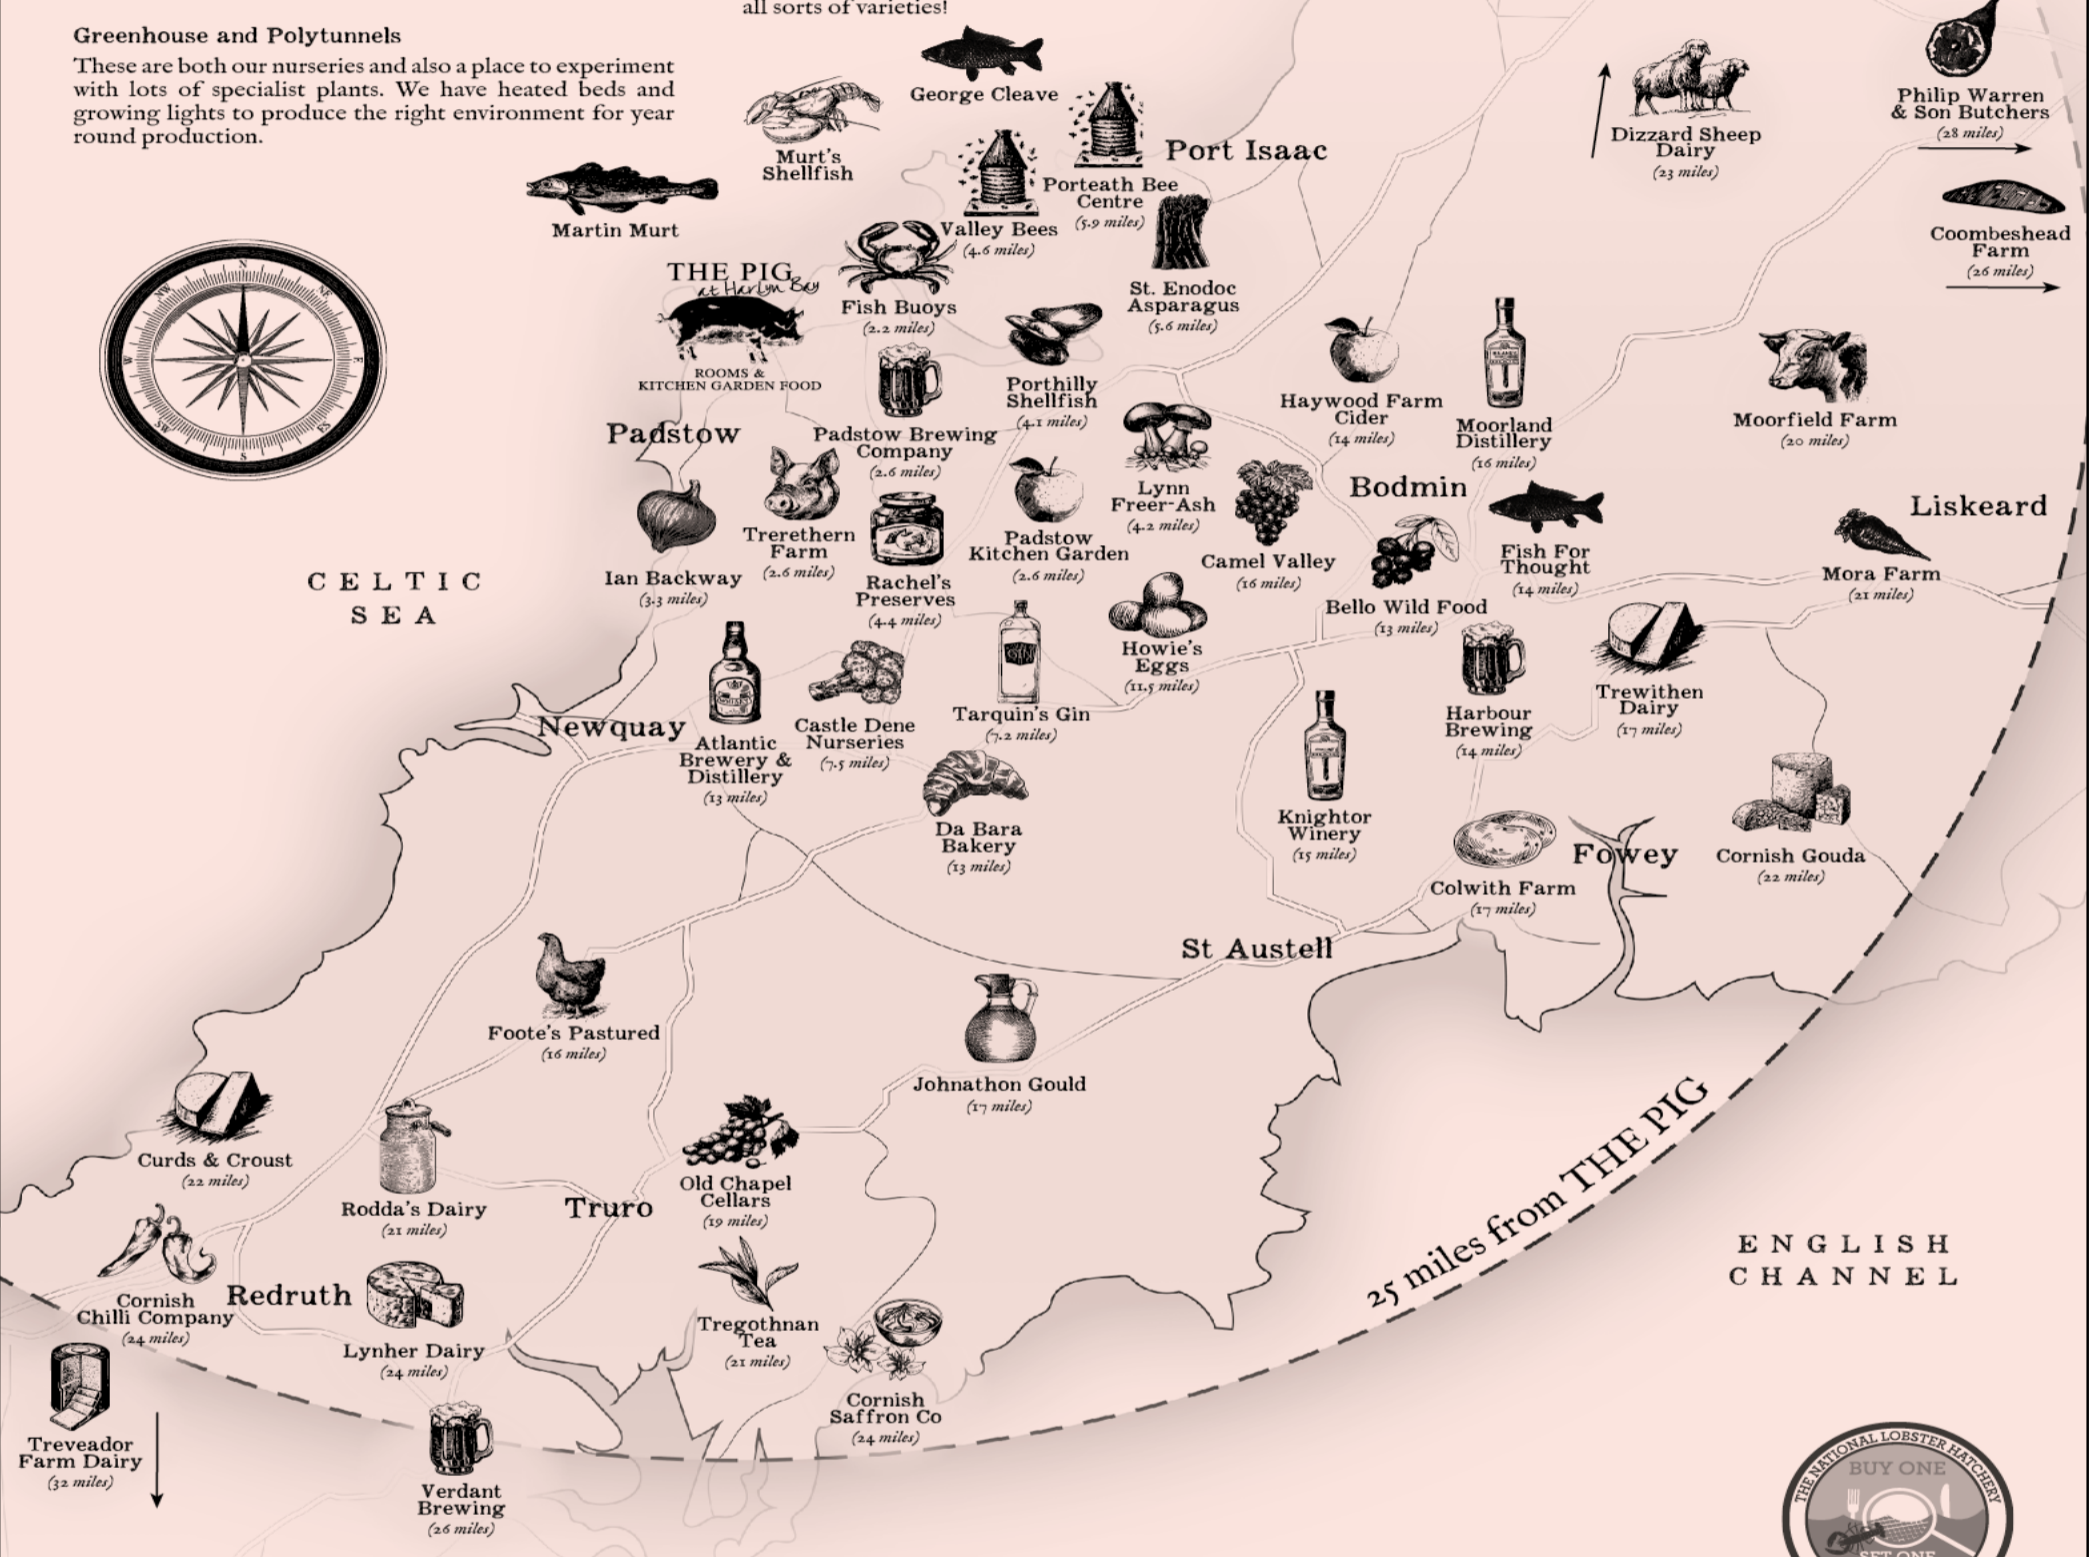 all sorts of varieties!
Greenhouse and Polytunnels
These are both our nurseries and also a place to experiment
with lots of specialist plants. We have heated beds and
growing lights to produce the right environment for year
round production.
George Cleave
Murt's
Shellfish
Martin Murt
Port Isaac
Porteath Bee
Centre
(5.9 miles)
Valley Bees
(4.6 miles)
Dizzard Sheep
Dairy
(23 miles)
Philip Warren
& Son Butchers
(28 miles)
Coombeshead
Farm
(26 miles)
N
NE
E
ES
S
SW
W
NW
THE PIG
at Harlyn Bay
ROOMS &
KITCHEN GARDEN FOOD
Fish Buoys
(2.2 miles)
St. Enodoc
Asparagus
(5.6 miles)
Padstow
Padstow Brewing
Company
(2.6 miles)
Porthilly
Shellfish
(4.1 miles)
Haywood Farm
Cider
(14 miles)
Moorland
Distillery
(16 miles)
Moorfield Farm
(20 miles)
Ian Backway
(3.3 miles)
Trerethern
Farm
(2.6 miles)
Rachel's
Preserves
(4.4 miles)
Padstow
Kitchen Garden
(2.6 miles)
Lynn
Freer-Ash
(4.2 miles)
Camel Valley
(16 miles)
Bodmin
Bello Wild Food
(13 miles)
Fish For
Thought
(14 miles)
Liskeard
Mora Farm
(21 miles)
CELTIC
SEA
Newquay
Atlantic
Brewery &
Distillery
(13 miles)
Castle Dene
Nurseries
(7.5 miles)
GIN
Tarquin's Gin
(7.2 miles)
Howie's
Eggs
(11.5 miles)
Harbour
Brewing
(14 miles)
Trewithen
Dairy
(17 miles)
Da Bara
Bakery
(13 miles)
Knightor
Winery
(15 miles)
Colwith Farm
(17 miles)
Fowey
Cornish Gouda
(22 miles)
St Austell
Foote's Pastured
(16 miles)
Johnathon Gould
(17 miles)
Curds & Croust
(22 miles)
Rodda's Dairy
(21 miles)
Truro
Old Chapel
Cellars
(19 miles)
25 miles from THE PIG
ENGLISH
CHANNEL
Cornish
Chilli Company
(24 miles)
Redruth
Lynher Dairy
(24 miles)
Tregothnan
Tea
(21 miles)
Cornish
Saffron Co
(24 miles)
Treveador
Farm Dairy
(32 miles)
Verdant
Brewing
(26 miles)
THE NATIONAL LOBSTER HATCHERY
BUY ONE
SET ONE